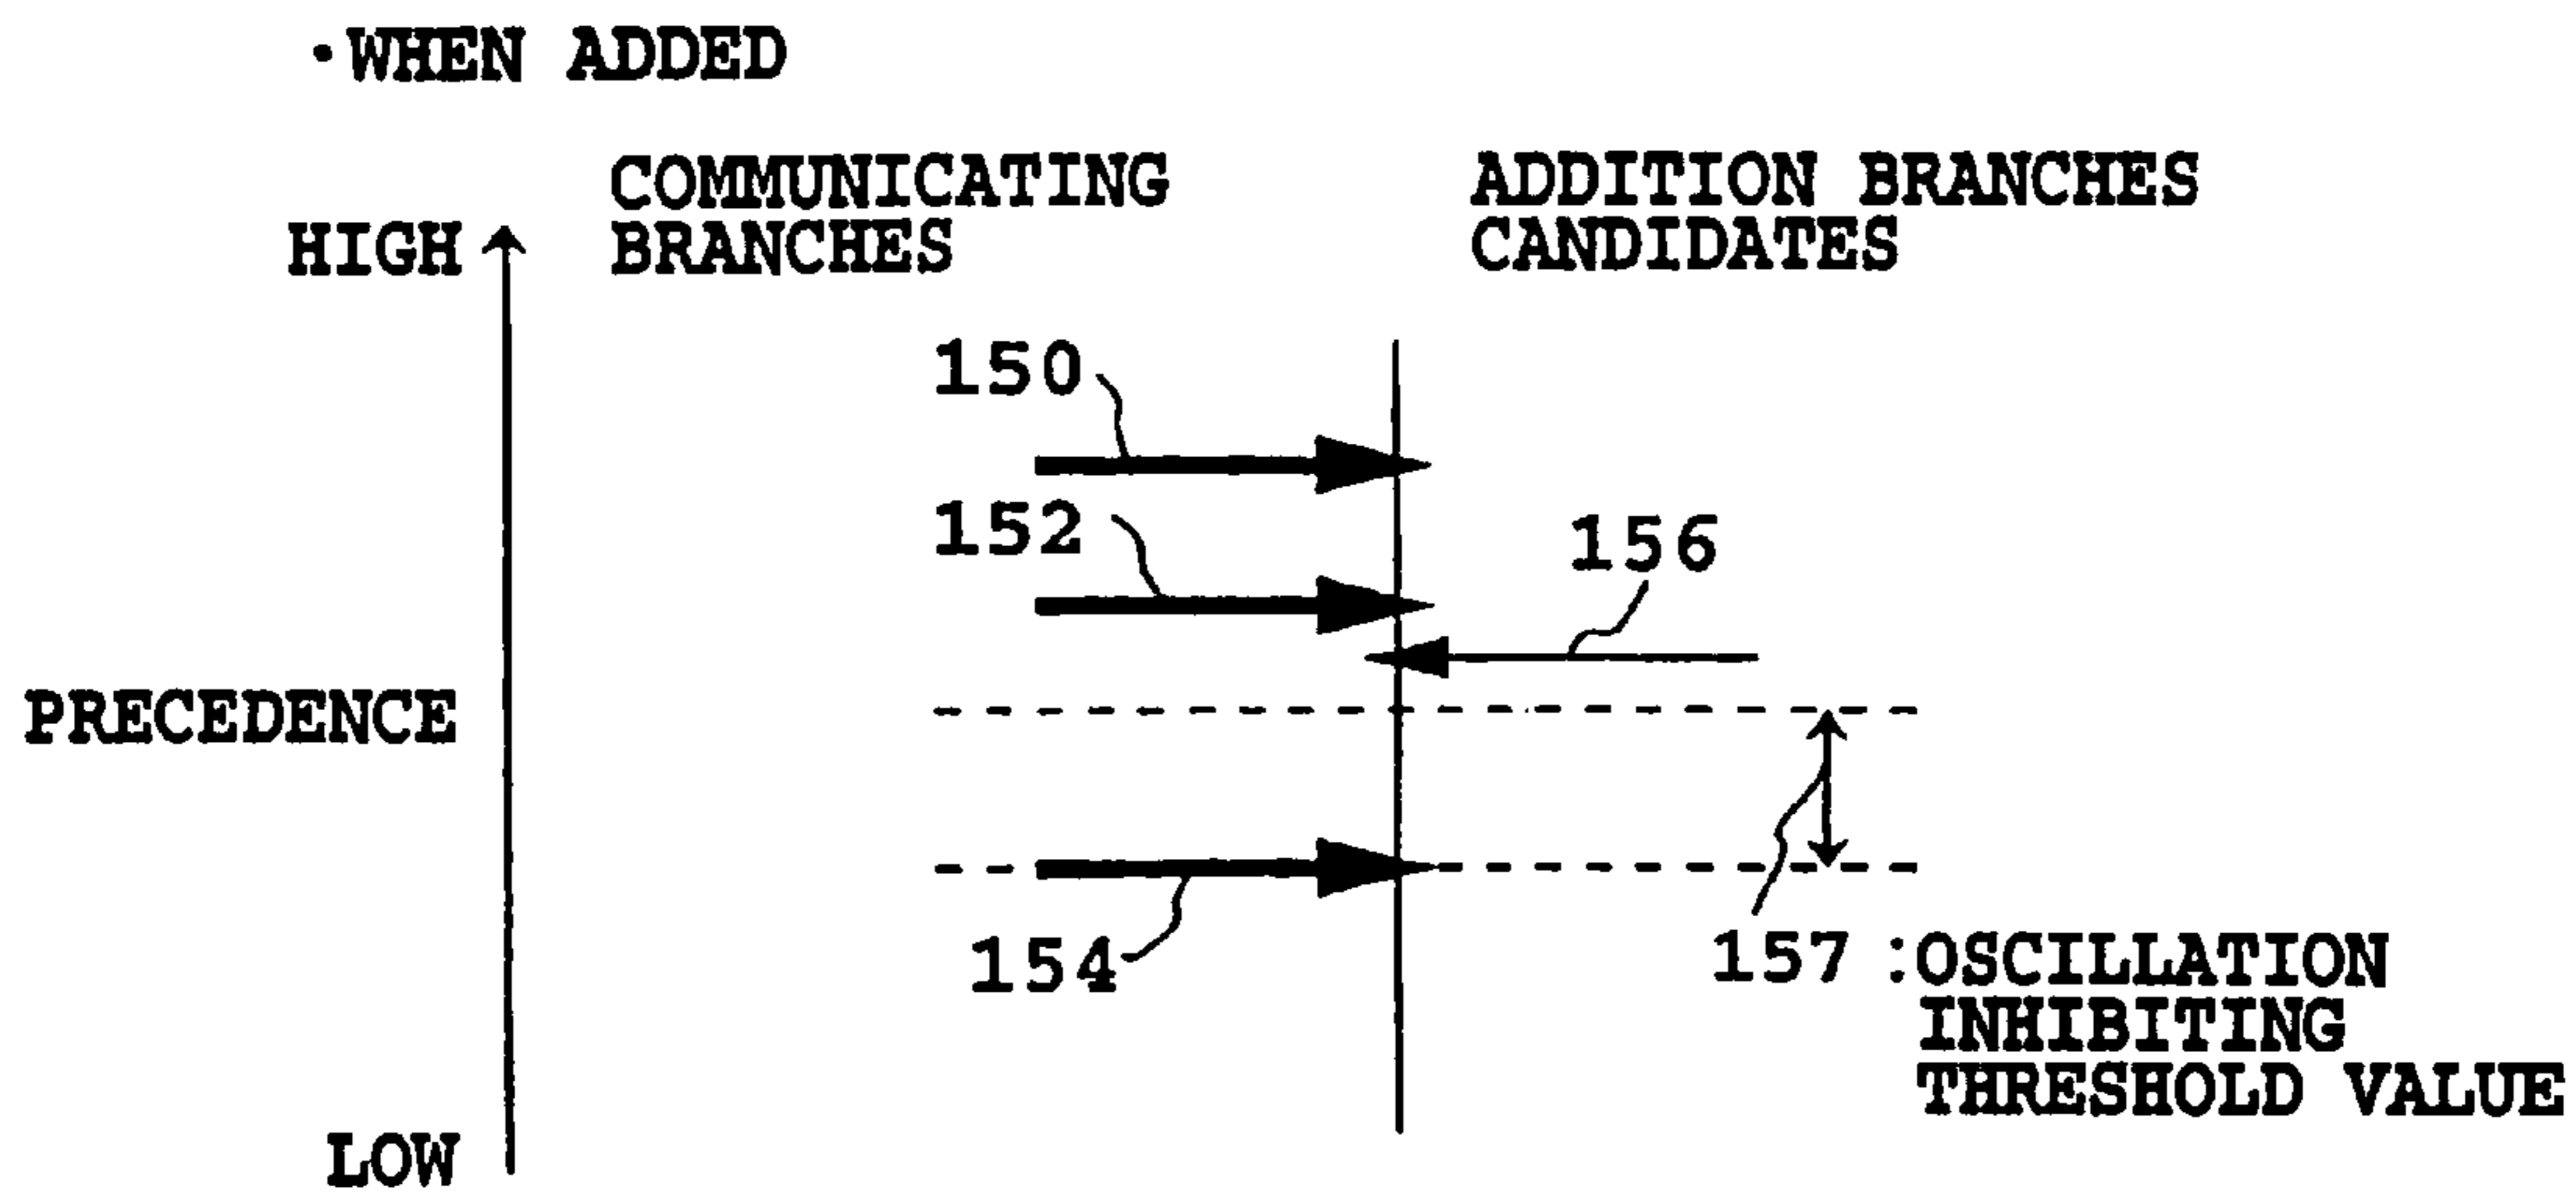 ·WHEN ADDED
COMMUNICATING
BRANCHES
ADDITION BRANCHES
CANDIDATES
HIGH
150
152
156
PRECEDENCE
154
157 :OSCILLATION
INHIBITING
THRESHOLD VALUE
LOW